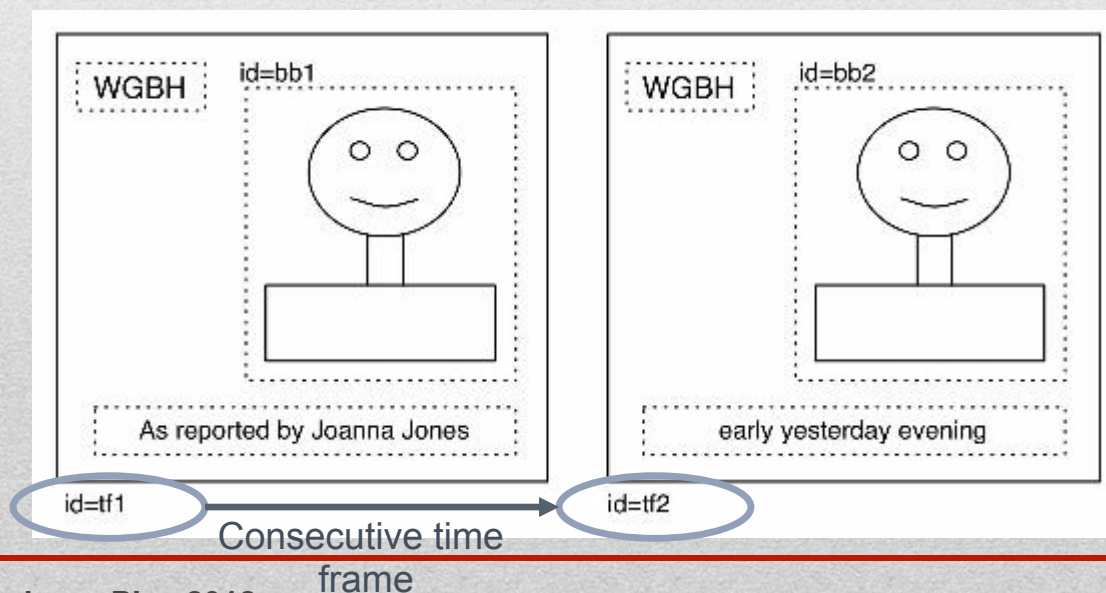 WGBH
id=bb1
As reported by Joanna Jones
id=tf1
WGBH
id=bb2
early yesterday evening
id=tf2
Consecutive time
frame
2018